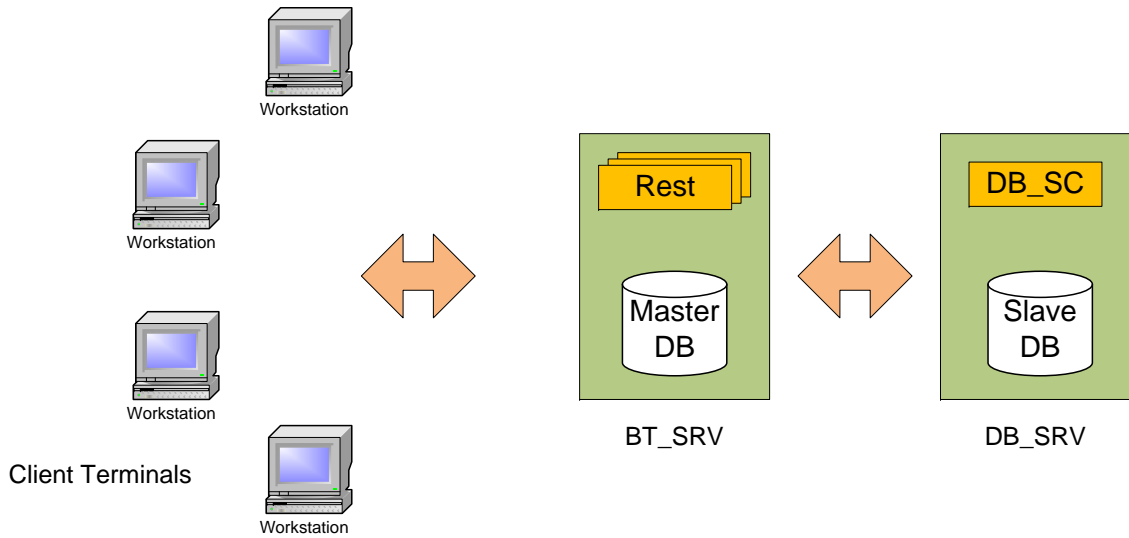 Workstation
Workstation
Workstation
Workstation
Client Terminals
Rest
Master
DB
BT_SRV
DB_SC
Slave
DB
DB_SRV